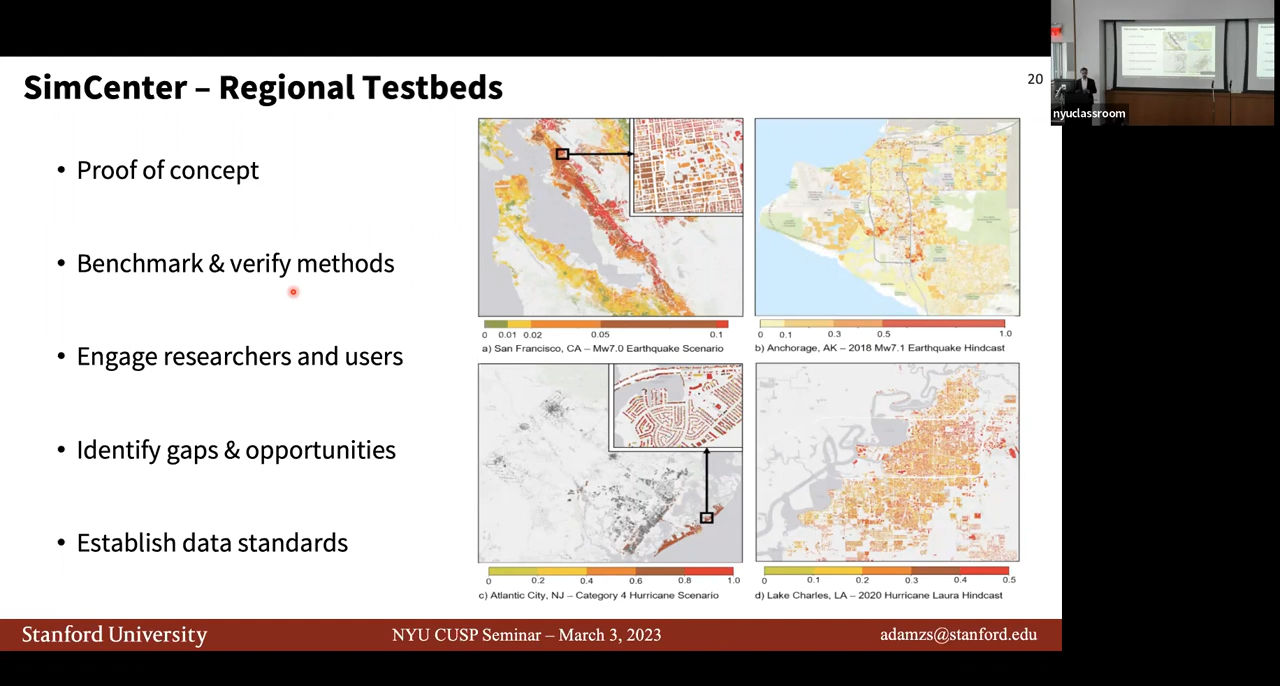 SimCenter – Regional Testbeds
20
nyuclassroom
• Proof of concept
• Benchmark & verify methods
• Engage researchers and users
• Identify gaps & opportunities
• Establish data standards
0 0.01 0.02 0.05 0.1
a) San Francisco, CA – Mw7.0 Earthquake Scenario
0 0.1 0.3 0.5 1.0
b) Anchorage, AK – 2018 Mw7.1 Earthquake Hindcast
0 0.2 0.4 0.6 0.8 1.0
c) Atlantic City, NJ – Category 4 Hurricane Scenario
0 0.1 0.2 0.3 0.4 0.5
d) Lake Charles, LA – 2020 Hurricane Laura Hindcast
Stanford University
NYU CUSP Seminar – March 3, 2023
adamzs@stanford.edu